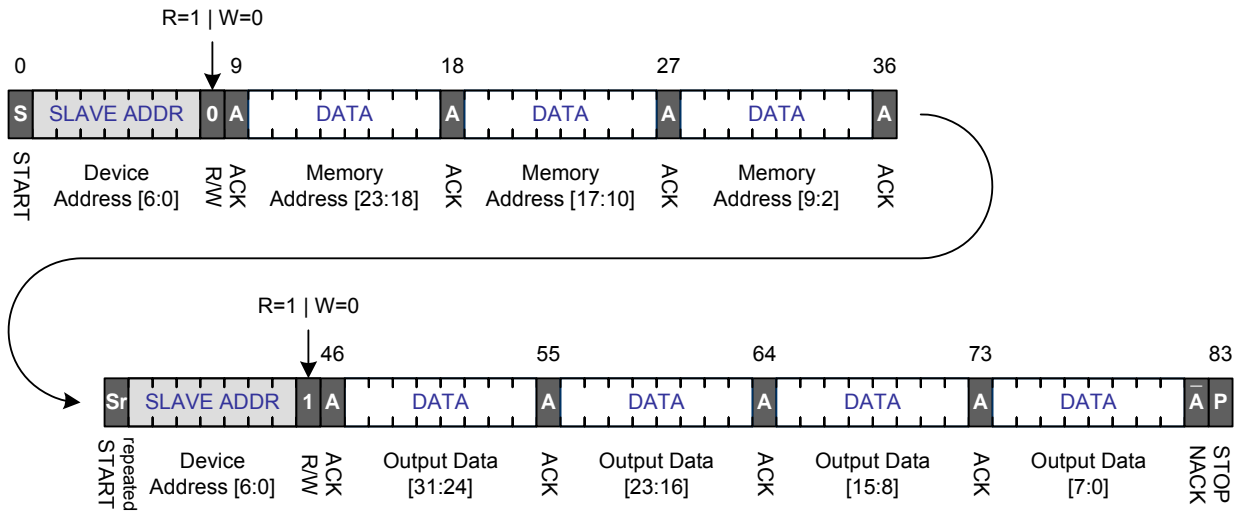 R=1 | W=0
0 9 18 27 36
S SLAVE ADDR 0 A DATA A DATA A DATA A
START Device Address [6:0] R/W ACK Memory Address [23:18] ACK Memory Address [17:10] ACK Memory Address [9:2] ACK
R=1 | W=0
46 55 64 73 83
Sr SLAVE ADDR 1 A DATA A DATA A DATA A DATA A̅ P
repeated START Device Address [6:0] R/W ACK Output Data [31:24] ACK Output Data [23:16] ACK Output Data [15:8] ACK Output Data [7:0] NACK STOP